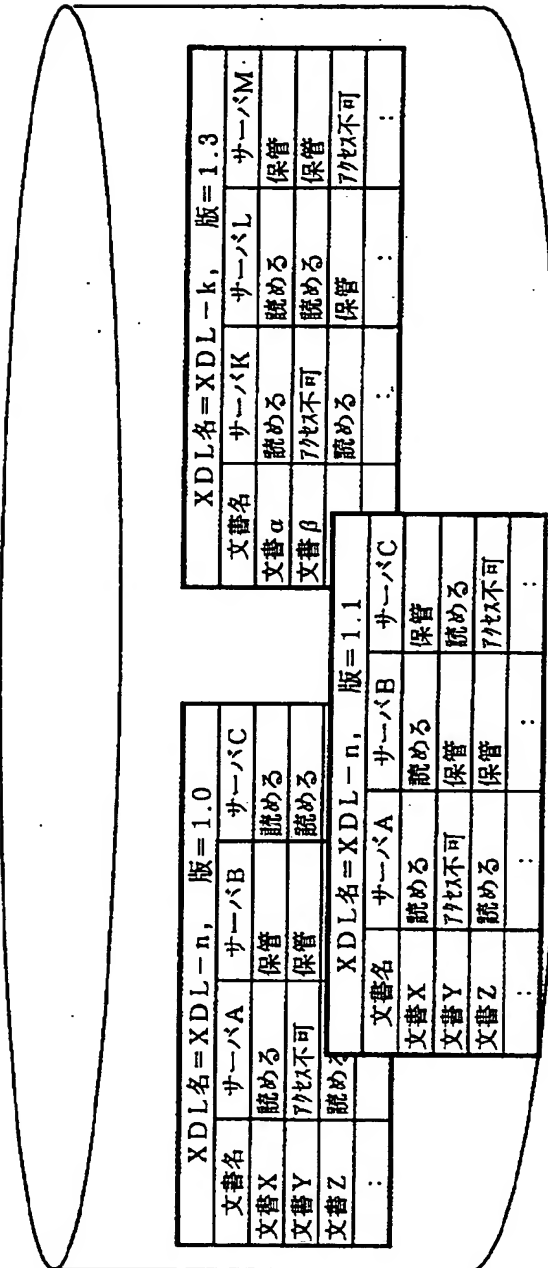 XDL名=XDL-n, 版=1.0
文書名 サーバA サーバB サーバC
文書X 読める 保管 読める
文書Y アクセス不可 保管 読める
文書Z 読める
:
XDL名=XDL-n, 版=1.1
文書名 サーバA サーバB サーバC
文書X 読める 読める 保管
文書Y アクセス不可 保管 読める
文書Z 読める 保管 アクセス不可
: : : :
XDL名=XDL-k, 版=1.3
文書名 サーバK サーバL サーバM
文書α 読める 読める 保管
文書β アクセス不可 読める 保管
読める 保管 アクセス不可
: : :